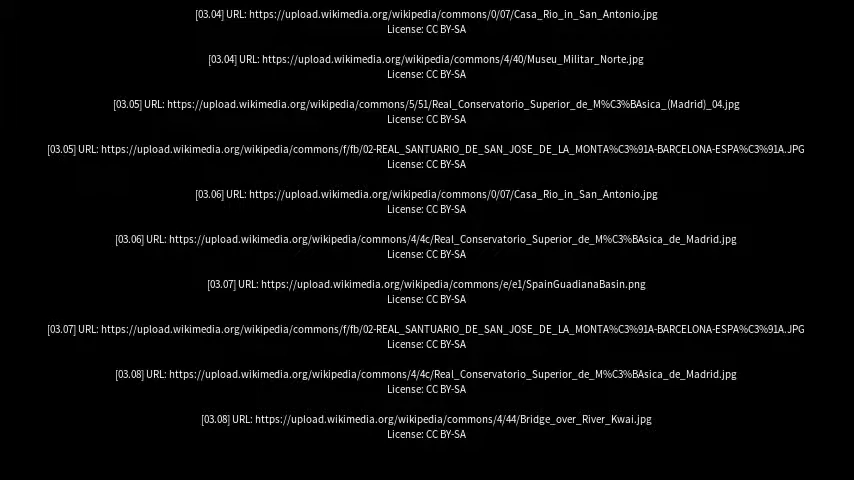 [03.04] URL: https://upload.wikimedia.org/wikipedia/commons/0/07/Casa_Rio_in_San_Antonio.jpg
License: CC BY-SA
[03.04] URL: https://upload.wikimedia.org/wikipedia/commons/4/40/Museu_Militar_Norte.jpg
License: CC BY-SA
[03.05] URL: https://upload.wikimedia.org/wikipedia/commons/5/51/Real_Conservatorio_Superior_de_M%C3%BAsica_(Madrid)_04.jpg
License: CC BY-SA
[03.05] URL: https://upload.wikimedia.org/wikipedia/commons/f/fb/02-REAL_SANTUARIO_DE_SAN_JOSE_DE_LA_MONTA%C3%91A-BARCELONA-ESPA%C3%91A.JPG
License: CC BY-SA
[03.06] URL: https://upload.wikimedia.org/wikipedia/commons/0/07/Casa_Rio_in_San_Antonio.jpg
License: CC BY-SA
[03.06] URL: https://upload.wikimedia.org/wikipedia/commons/4/4c/Real_Conservatorio_Superior_de_M%C3%BAsica_de_Madrid.jpg
License: CC BY-SA
[03.07] URL: https://upload.wikimedia.org/wikipedia/commons/e/e1/SpainGuadianaBasin.png
License: CC BY-SA
[03.07] URL: https://upload.wikimedia.org/wikipedia/commons/f/fb/02-REAL_SANTUARIO_DE_SAN_JOSE_DE_LA_MONTA%C3%91A-BARCELONA-ESPA%C3%91A.JPG
License: CC BY-SA
[03.08] URL: https://upload.wikimedia.org/wikipedia/commons/4/4c/Real_Conservatorio_Superior_de_M%C3%BAsica_de_Madrid.jpg
License: CC BY-SA
[03.08] URL: https://upload.wikimedia.org/wikipedia/commons/4/44/Bridge_over_River_Kwai.jpg
License: CC BY-SA